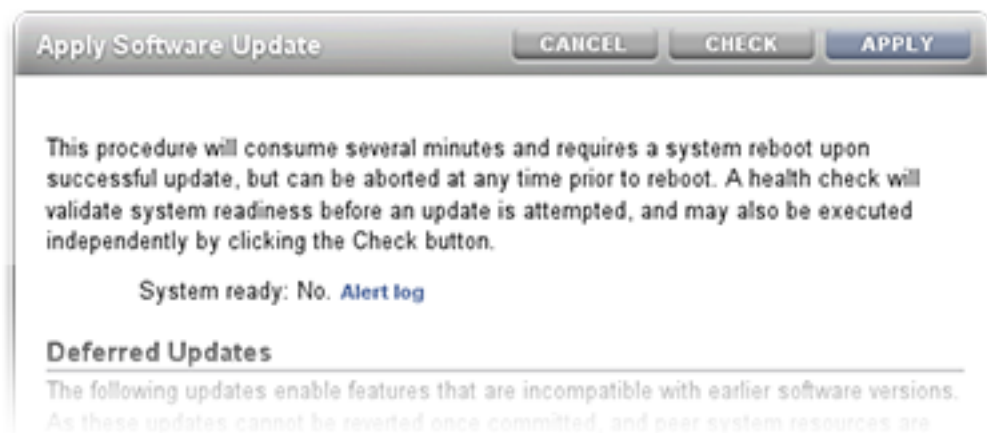 Apply Software Update
CANCEL CHECK APPLY
This procedure will consume several minutes and requires a system reboot upon
successful update, but can be aborted at any time prior to reboot. A health check will
validate system readiness before an update is attempted, and may also be executed
independently by clicking the Check button.
System ready: No. Alert log
Deferred Updates
The following updates enable features that are incompatible with earlier software versions.
As these updates cannot be reverted once committed, and peer system resources are